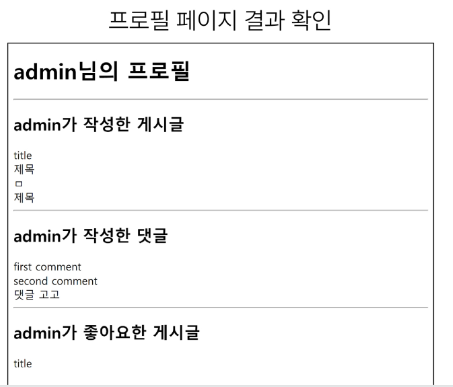 프로필 페이지 결과 확인
admin님의 프로필
admin가 작성한 게시글
title
제목
ㅁ
제목
admin가 작성한 댓글
first comment
second comment
댓글 고고
admin가 좋아요한 게시글
title